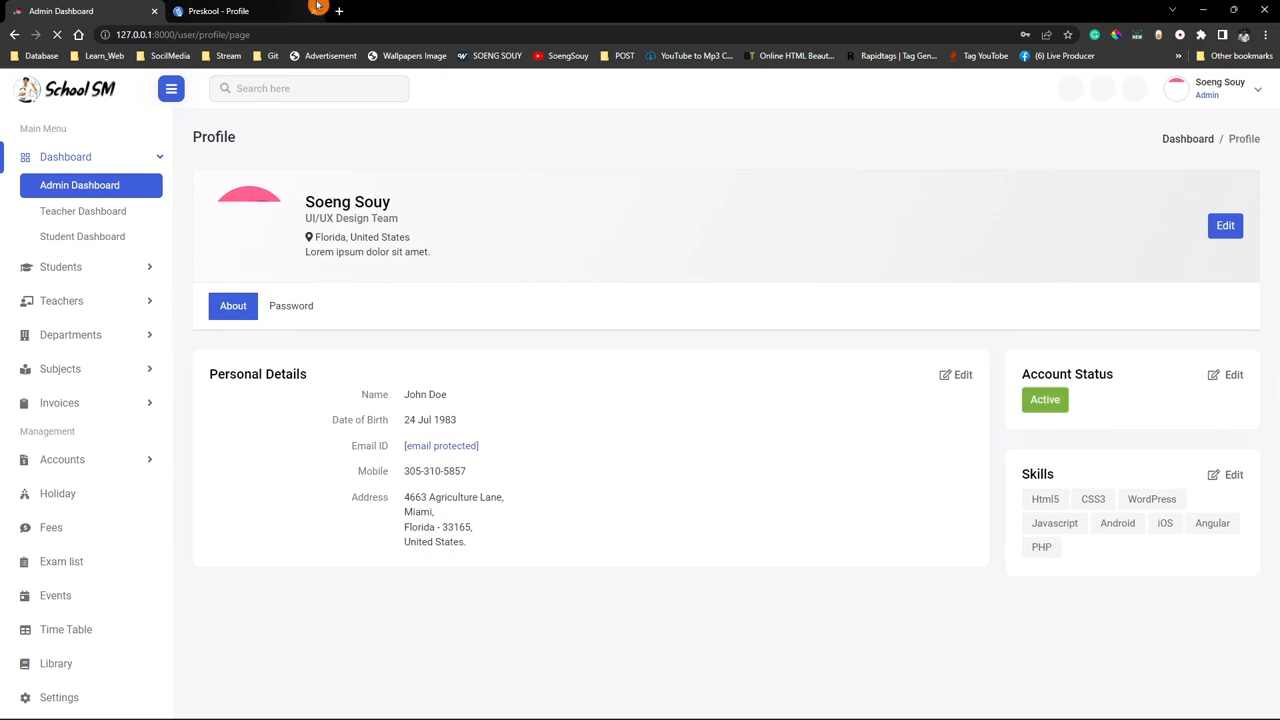 Admin Dashboard
Preskool - Profile
127.0.0.1:8000/user/profile/page
Database
Learn_Web
SocilMedia
Stream
Git
Advertisement
Wallpapers Image
SOENG SOUY
SoengSouy
POST
YouTube to Mp3 C...
Online HTML Beaut...
Rapidtags | Tag Gen...
Tag YouTube
(6) Live Producer
Other bookmarks
School SM
Search here
Soeng Souy
Admin
Main Menu
Dashboard
Admin Dashboard
Teacher Dashboard
Student Dashboard
Students
Teachers
Departments
Subjects
Invoices
Management
Accounts
Holiday
Fees
Exam list
Events
Time Table
Library
Settings
Profile
Dashboard / Profile
Soeng Souy
UI/UX Design Team
Florida, United States
Lorem ipsum dolor sit amet.
Edit
About
Password
Personal Details
Edit
Name John Doe
Date of Birth 24 Jul 1983
Email ID [email protected]
Mobile 305-310-5857
Address 4663 Agriculture Lane,
Miami,
Florida - 33165,
United States.
Account Status
Edit
Active
Skills
Edit
Html5 CSS3 WordPress
Javascript Android iOS Angular
PHP